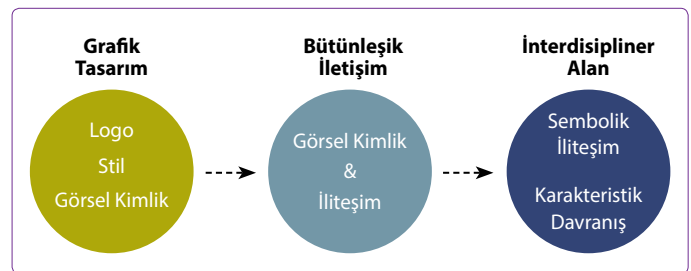 Grafik
Tasarım
Logo
Stil
Görsel Kimlik
Bütünleşik
İletişim
Görsel Kimlik
&
İliteşim
İnterdisipliner
Alan
Sembolik
İliteşim
Karakteristik
Davranış